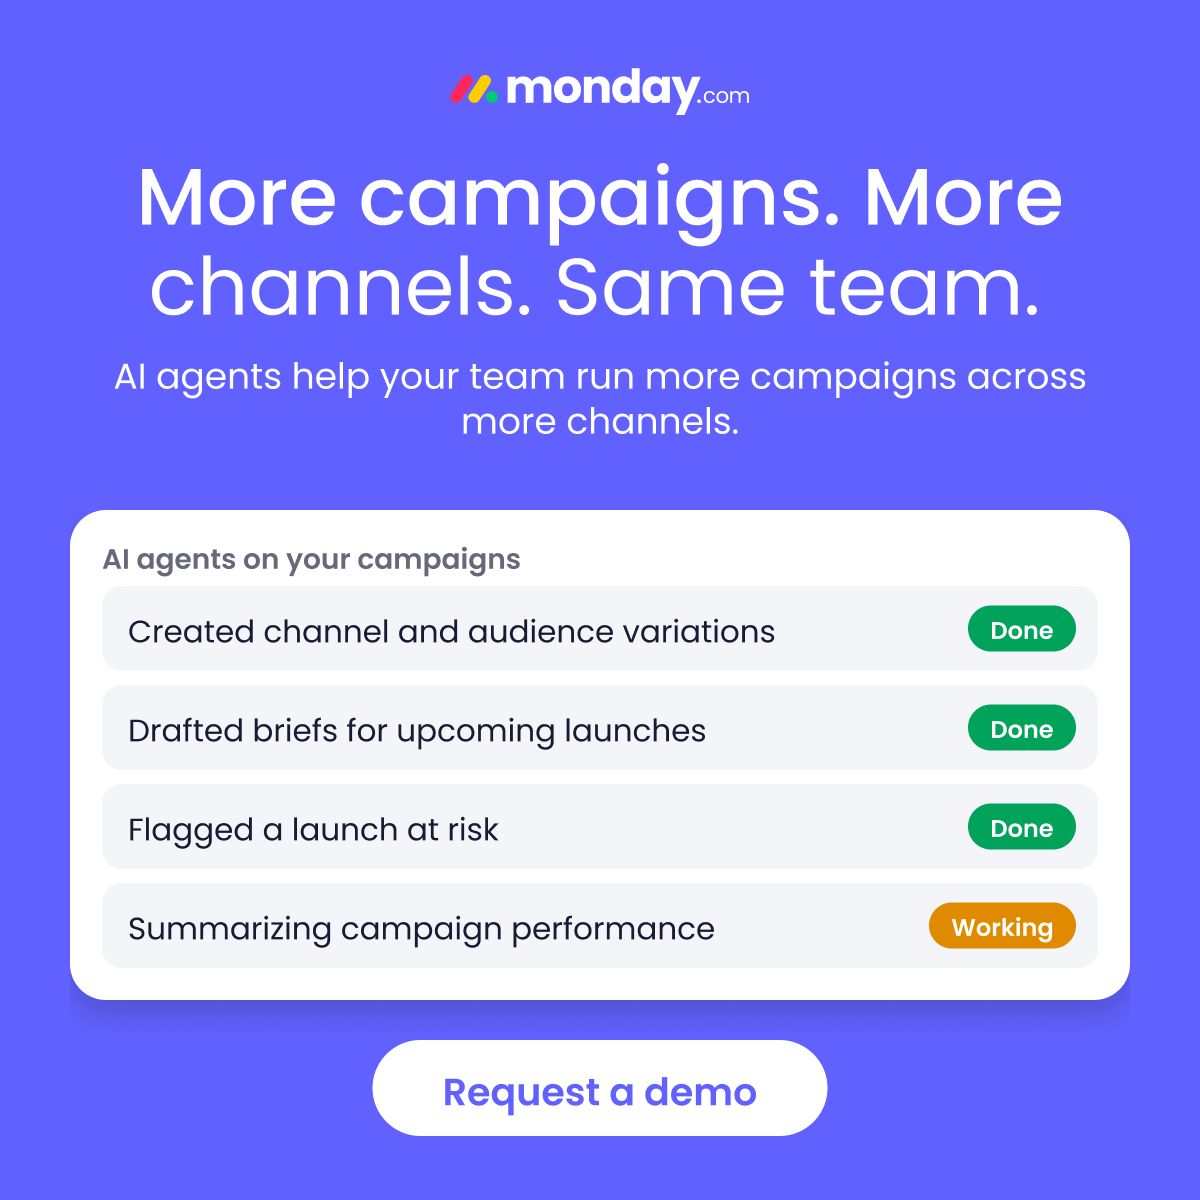 monday.com
More campaigns. More
channels. Same team.
AI agents help your team run more campaigns across
more channels.
AI agents on your campaigns
Created channel and audience variations
Done
Drafted briefs for upcoming launches
Done
Flagged a launch at risk
Done
Summarizing campaign performance
Working
Request a demo